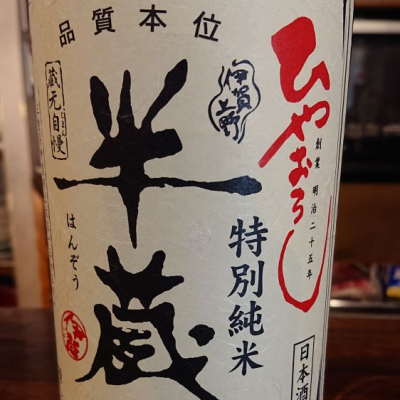 品質本位
ひやおろし
創業 明治二十五年
伊賀上野
蔵元自慢
半蔵
はんぞう
特別純米
日本酒